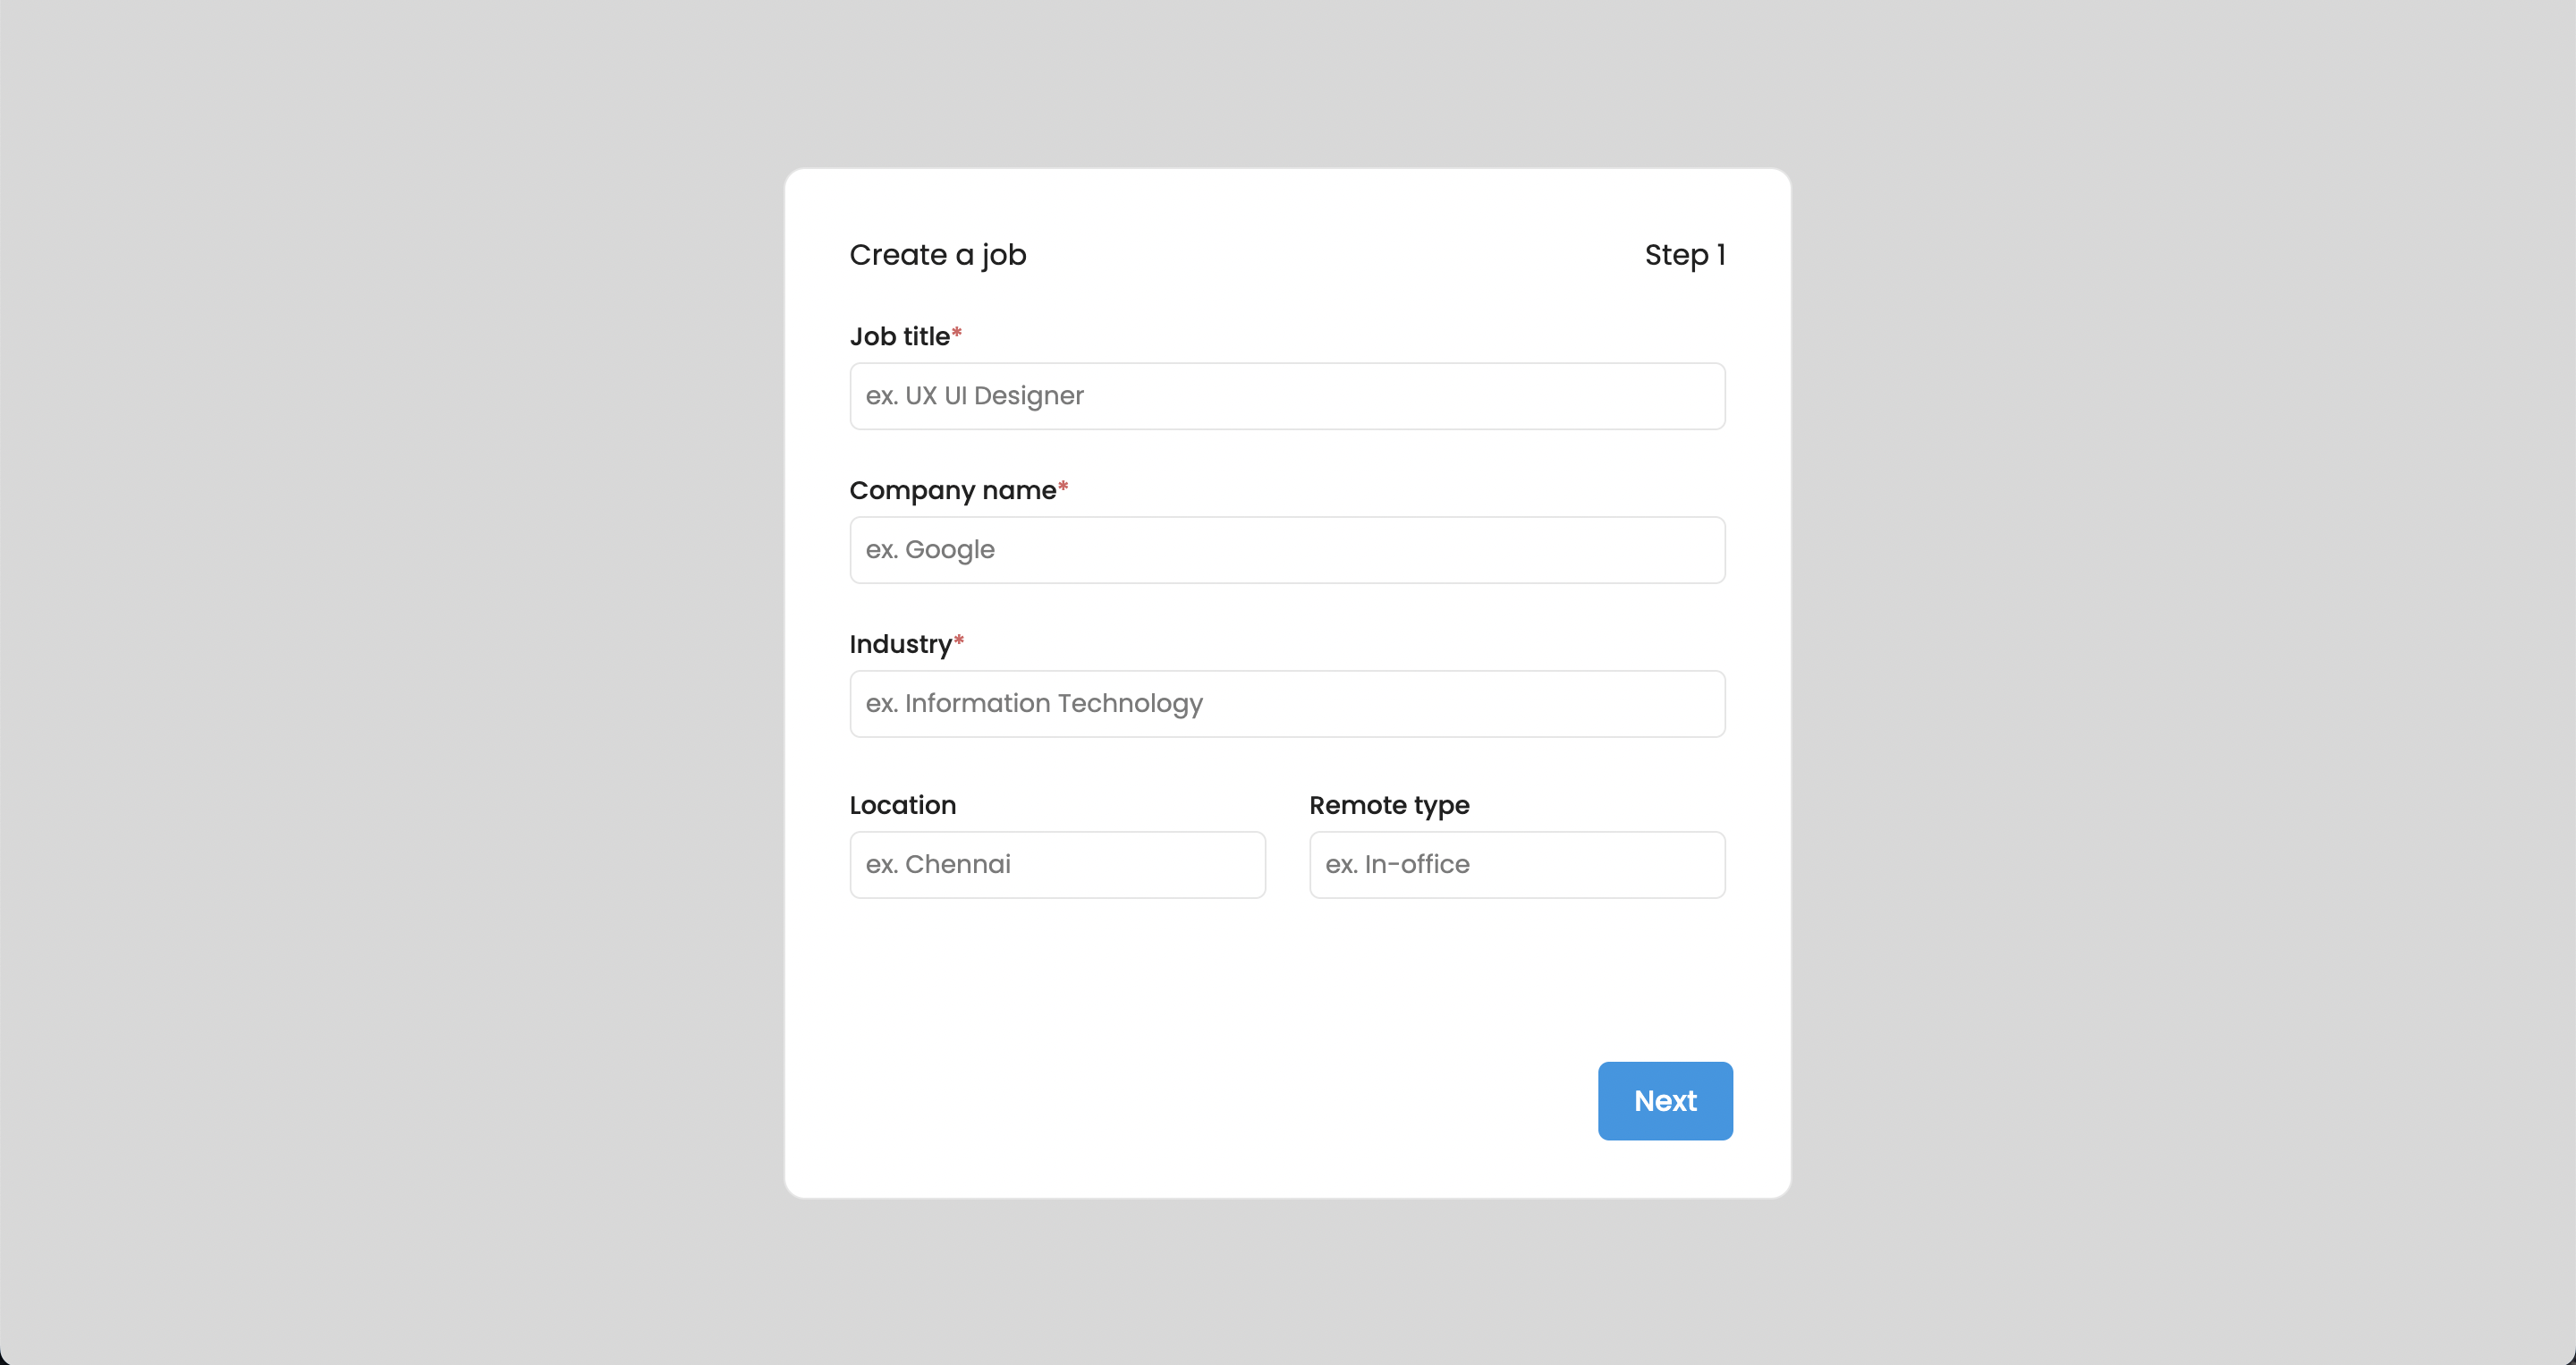 Create a job Step 1
Job title*
ex. UX UI Designer
Company name*
ex. Google
Industry*
ex. Information Technology
Location Remote type
ex. Chennai ex. In-office
Next